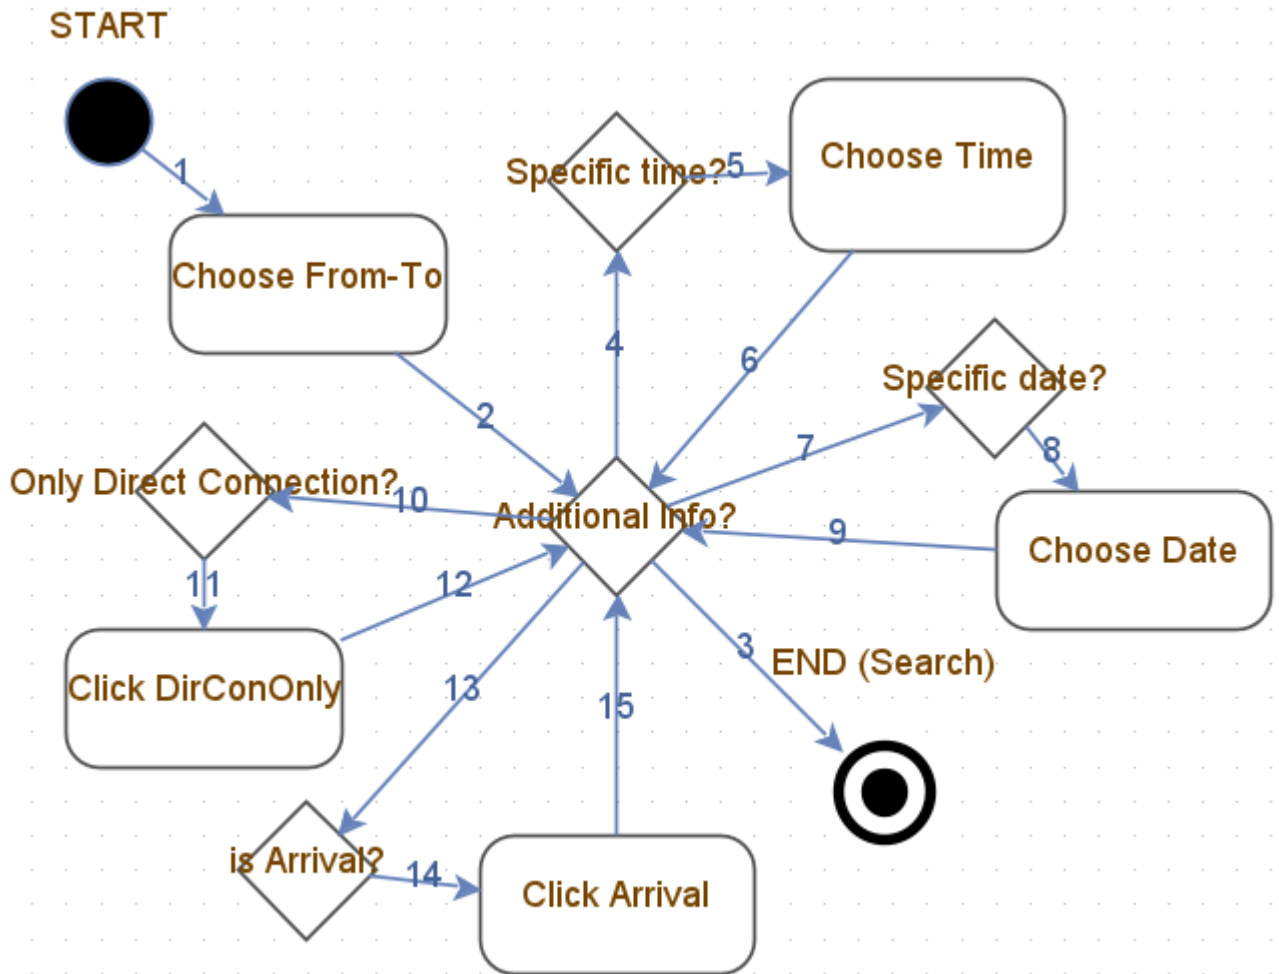 START
1
Choose From-To
2
Specific time?
5
Choose Time
4
6
Specific date?
7
8
Only Direct Connection?
10
Additional Info?
9
Choose Date
11
12
Click DirConOnly
13
15
3
END (Search)
is Arrival?
14
Click Arrival